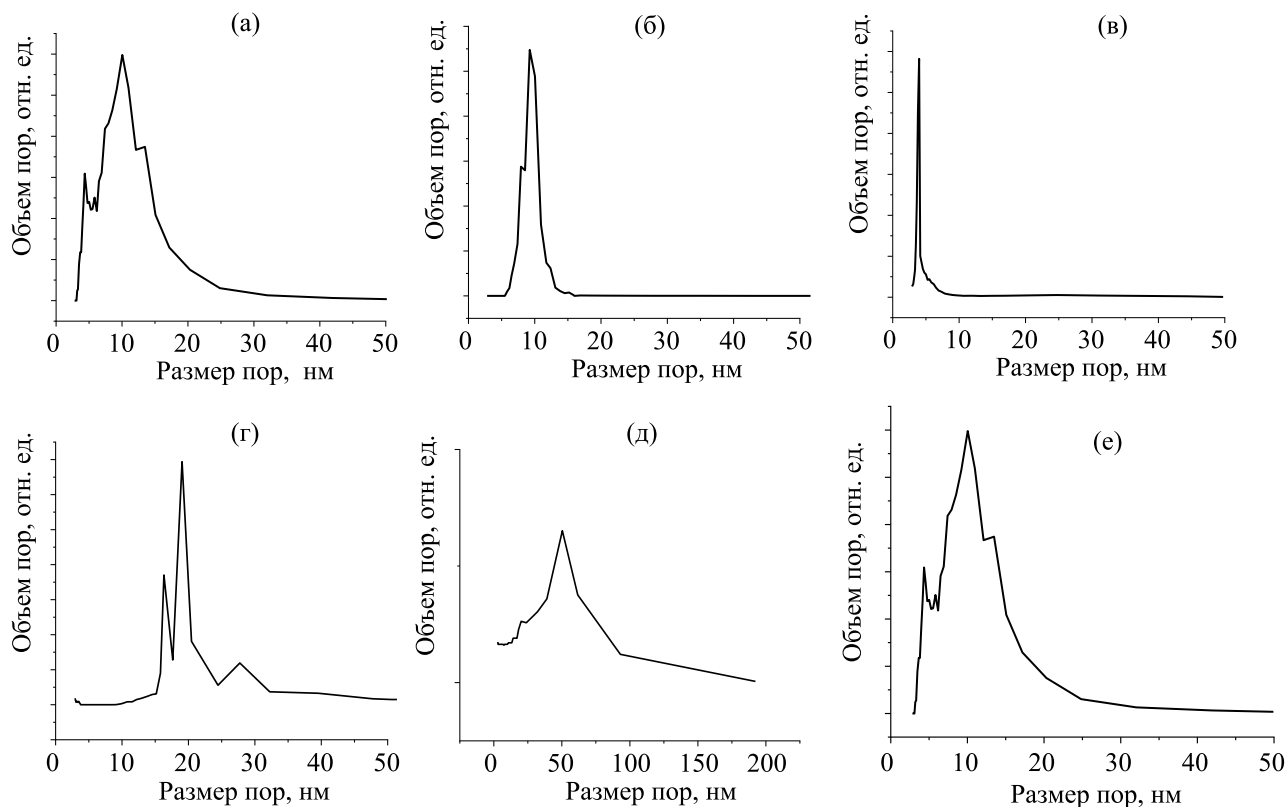 (а)
Объем пор, отн. ед.
0 10 20 30 40 50
Размер пор, нм
(б)
Объем пор, отн. ед.
0 10 20 30 40 50
Размер пор, нм
(в)
Объем пор, отн. ед.
0 10 20 30 40 50
Размер пор, нм
(г)
Объем пор, отн. ед.
0 10 20 30 40 50
Размер пор, нм
(д)
Объем пор, отн. ед.
0 50 100 150 200
Размер пор, нм
(е)
Объем пор, отн. ед.
0 10 20 30 40 50
Размер пор, нм